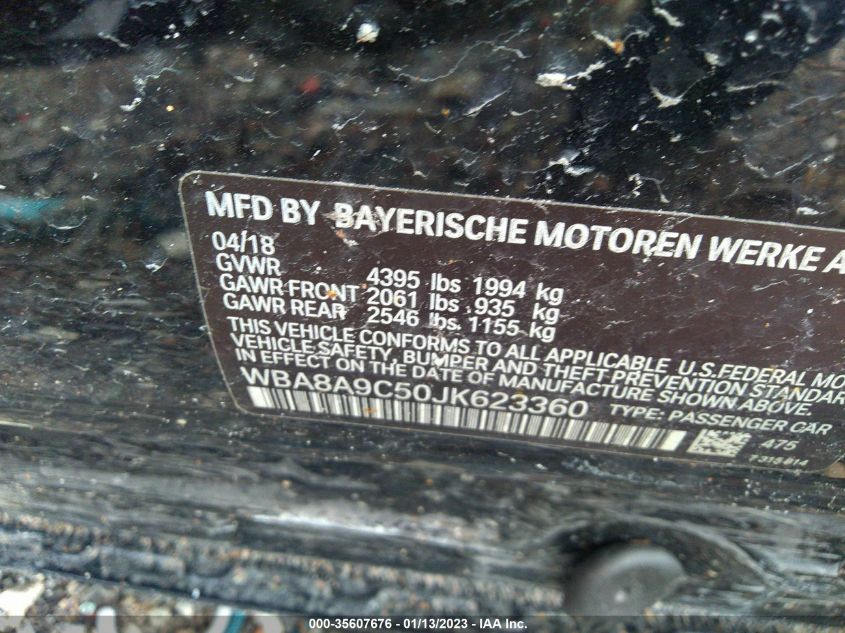 MFD BY BAYERISCHE MOTOREN WERKE A
04/18
GVWR 4395 lbs 1994 kg
GAWR FRONT 2061 lbs 935 kg
GAWR REAR 2546 lbs 1155 kg
THIS VEHICLE CONFORMS TO ALL APPLICABLE U.S. FEDERAL MO
VEHICLE SAFETY, BUMPER AND THEFT PREVENTION STANDAR
IN EFFECT ON THE DATE OF MANUFACTURE SHOWN ABOVE.
WBA8A9C50JK623360 TYPE: PASSENGER CAR
475
000-35607676 / 01/13/2023 - IAA Inc.